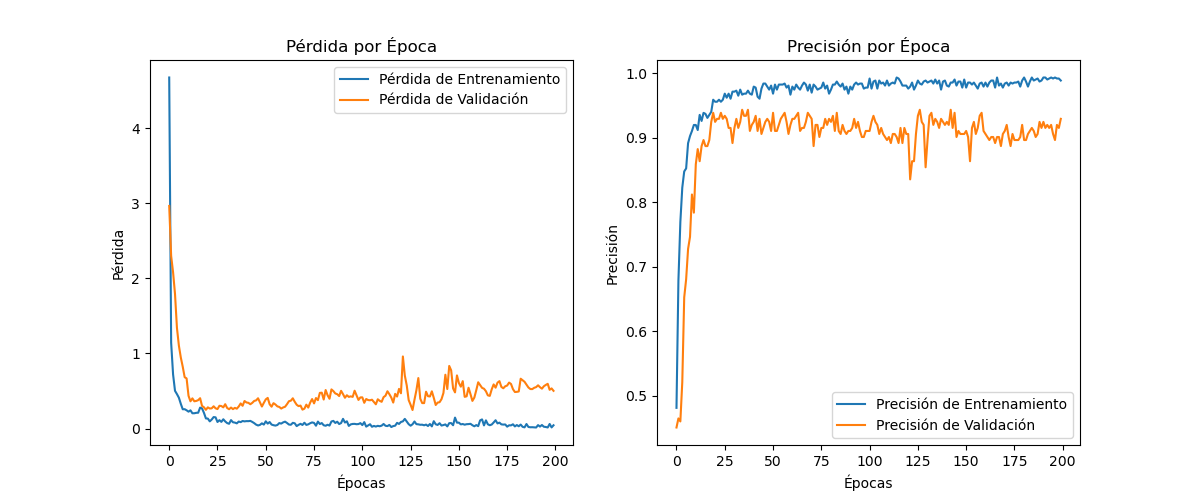 Pérdida por Época
Pérdida de Entrenamiento
Pérdida de Validación
Pérdida
4
3
2
1
0
0 25 50 75 100 125 150 175 200
Épocas
Precisión por Época
Precisión
1.0
0.9
0.8
0.7
0.6
0.5
Precisión de Entrenamiento
Precisión de Validación
0 25 50 75 100 125 150 175 200
Épocas